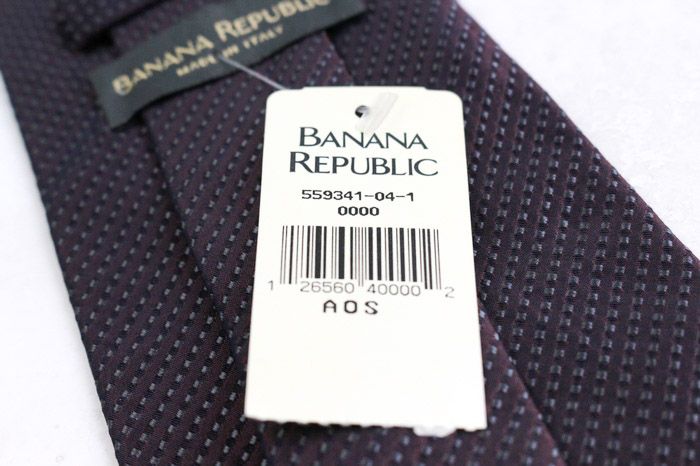 BANANA REPUBLIC
MADE IN ITALY
BANANA
REPUBLIC
559341-04-1
0000
1 26560 40000 2
AOS